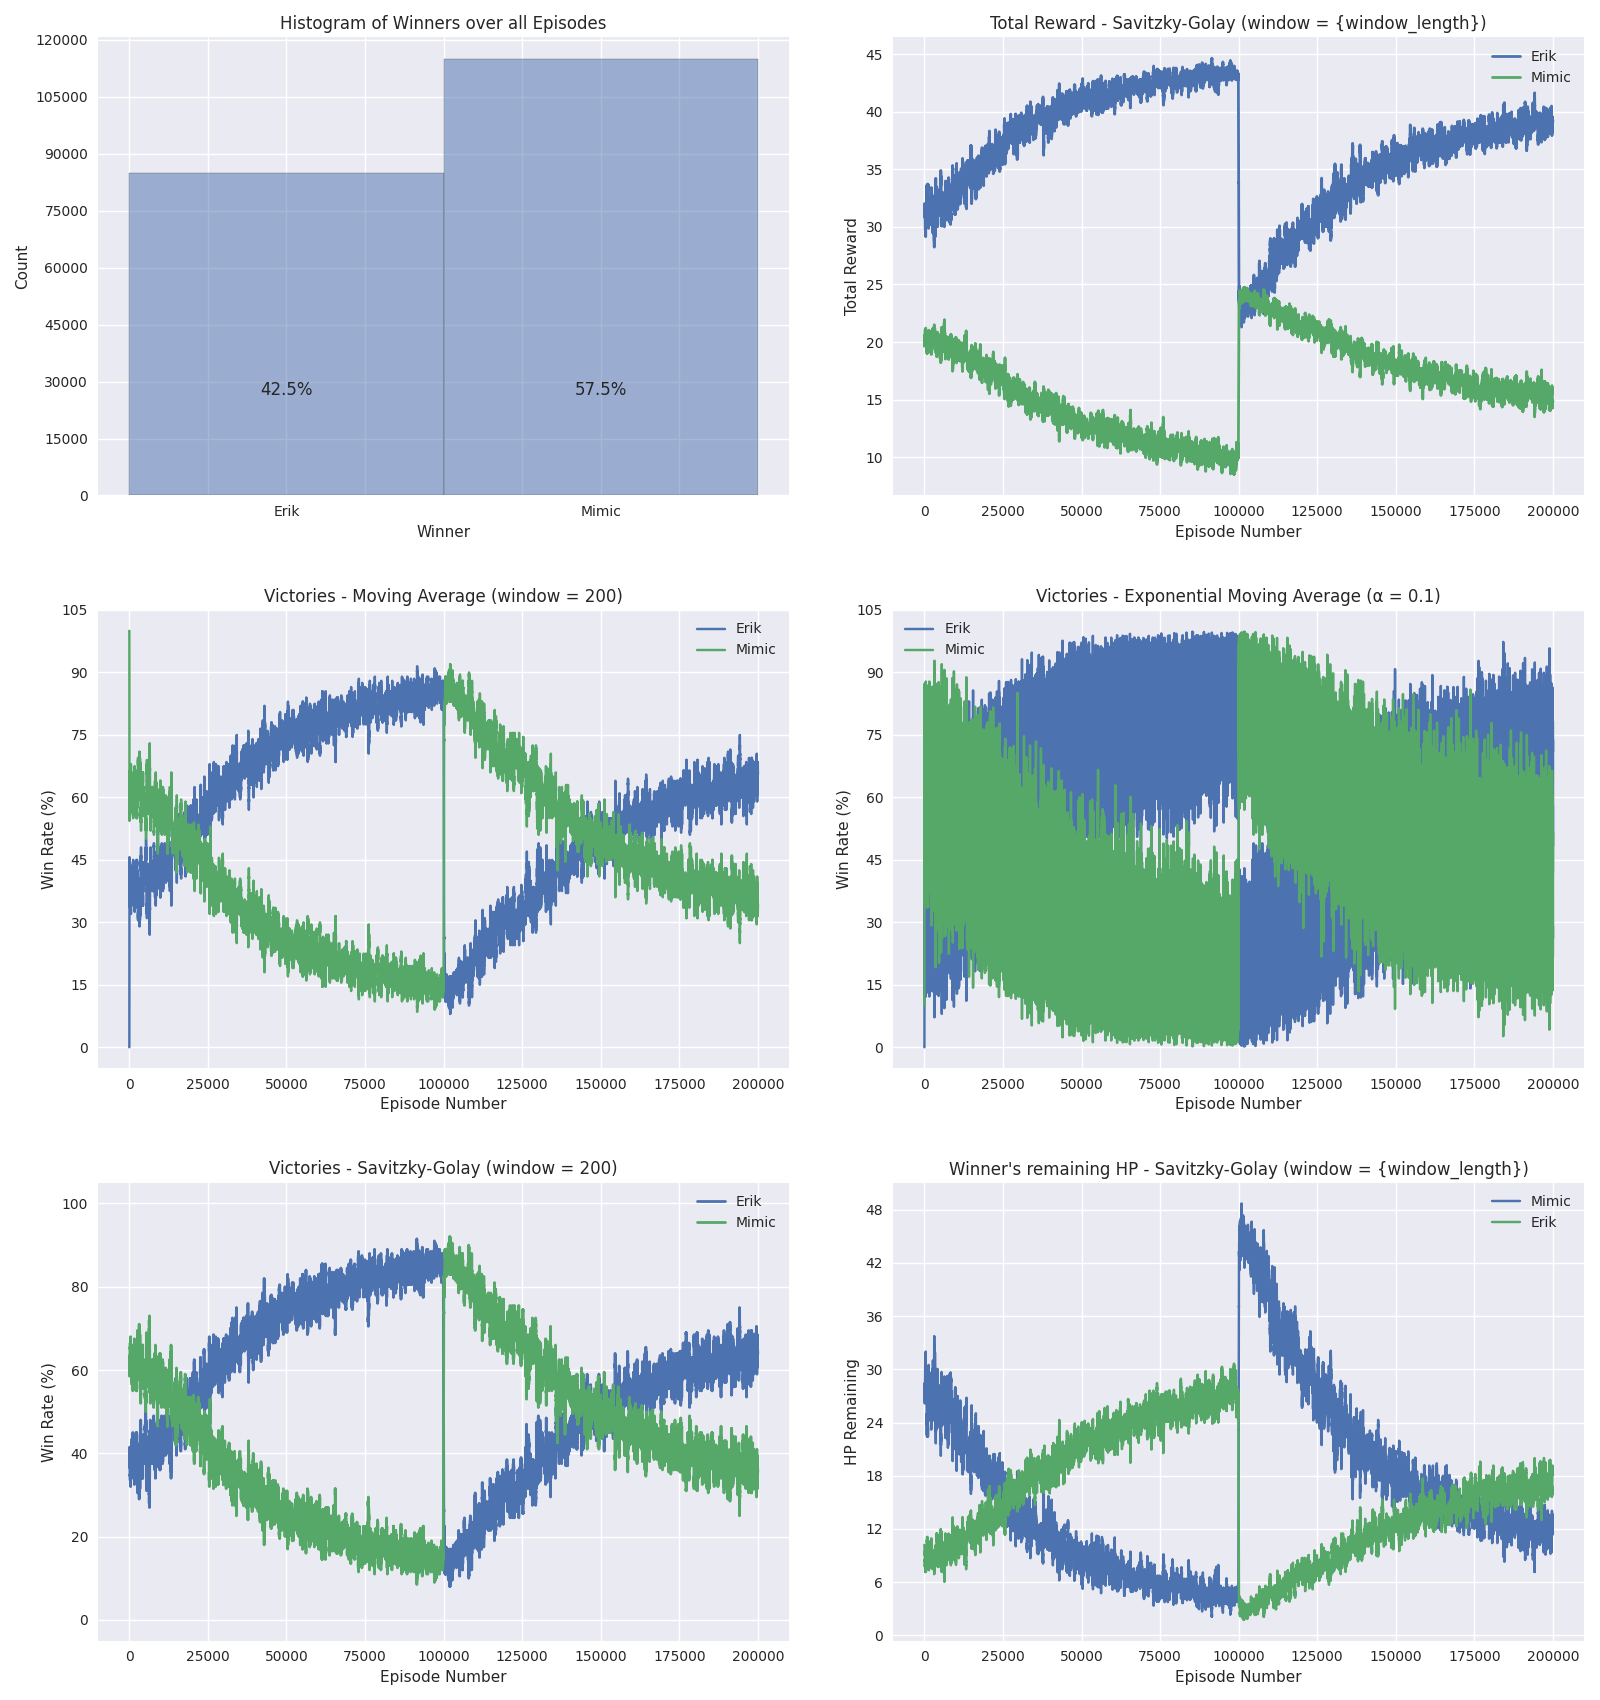 Histogram of Winners over all Episodes
120000
105000
90000
75000
60000
45000
30000
15000
0
Count
42.5%
57.5%
Erik
Mimic
Winner
Total Reward - Savitzky-Golay (window = {window_length})
45
40
35
30
25
20
15
10
Total Reward
Erik
Mimic
0 25000 50000 75000 100000 125000 150000 175000 200000
Episode Number
Victories - Moving Average (window = 200)
105
90
75
60
45
30
15
0
Win Rate (%)
Erik
Mimic
0 25000 50000 75000 100000 125000 150000 175000 200000
Episode Number
Victories - Exponential Moving Average (α = 0.1)
105
90
75
60
45
30
15
0
Win Rate (%)
Erik
Mimic
0 25000 50000 75000 100000 125000 150000 175000 200000
Episode Number
Victories - Savitzky-Golay (window = 200)
100
80
60
40
20
0
Win Rate (%)
Erik
Mimic
0 25000 50000 75000 100000 125000 150000 175000 200000
Episode Number
Winner's remaining HP - Savitzky-Golay (window = {window_length})
48
42
36
30
24
18
12
6
0
HP Remaining
Mimic
Erik
0 25000 50000 75000 100000 125000 150000 175000 200000
Episode Number